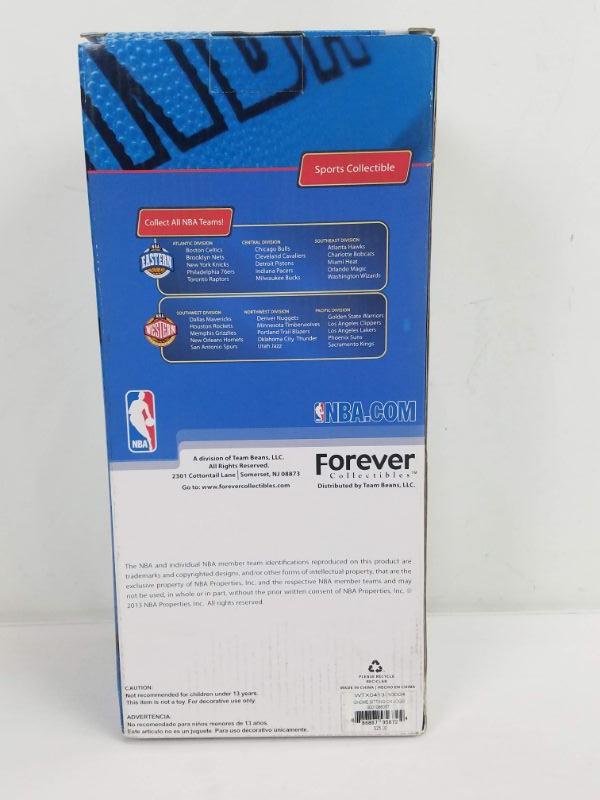 Sports Collectible
Collect All NBA Teams!
NBA
EASTERN
ATLANTIC DIVISION
Boston Celtics
Brooklyn Nets
New York Knicks
Philadelphia 76ers
Toronto Raptors
CENTRAL DIVISION
Chicago Bulls
Cleveland Cavaliers
Detroit Pistons
Indiana Pacers
Milwaukee Bucks
SOUTHEAST DIVISION
Atlanta Hawks
Charlotte Bobcats
Miami Heat
Orlando Magic
Washington Wizards
WESTERN
SOUTHWEST DIVISION
Dallas Mavericks
Houston Rockets
Memphis Grizzlies
New Orleans Hornets
San Antonio Spurs
NORTHWEST DIVISION
Denver Nuggets
Minnesota Timberwolves
Portland Trail Blazers
Oklahoma City Thunder
Utah Jazz
PACIFIC DIVISION
Golden State Warriors
Los Angeles Clippers
Los Angeles Lakers
Phoenix Suns
Sacramento Kings
NBA
NBA.COM
A division of Team Beans, LLC.
All Rights Reserved.
2301 Cottontail Lane | Somerset, NJ 08873
Go to: www.forevercollectibles.com
Forever
Collectibles™
Distributed by Team Beans, LLC.
The NBA and individual NBA member team identifications reproduced on this product are
trademarks and copyrighted designs, and/or other forms of intellectual property, that are the
exclusive property of NBA Properties, Inc. and the respective NBA member teams and may
not be used, in whole or in part, without the prior written consent of NBA Properties, Inc. ©
2013 NBA Properties, Inc. All rights reserved.
PLEASE RECYCLE
RECICLAR
MADE IN CHINA | HECHO EN CHINA
CAUTION:
Not recommended for children under 13 years.
This item is not a toy. For decorative use only.
ADVERTENCIA:
No recomendado para niños menores de 13 años.
Este artículo no es un juguete. Para uso decorativo únicamente.